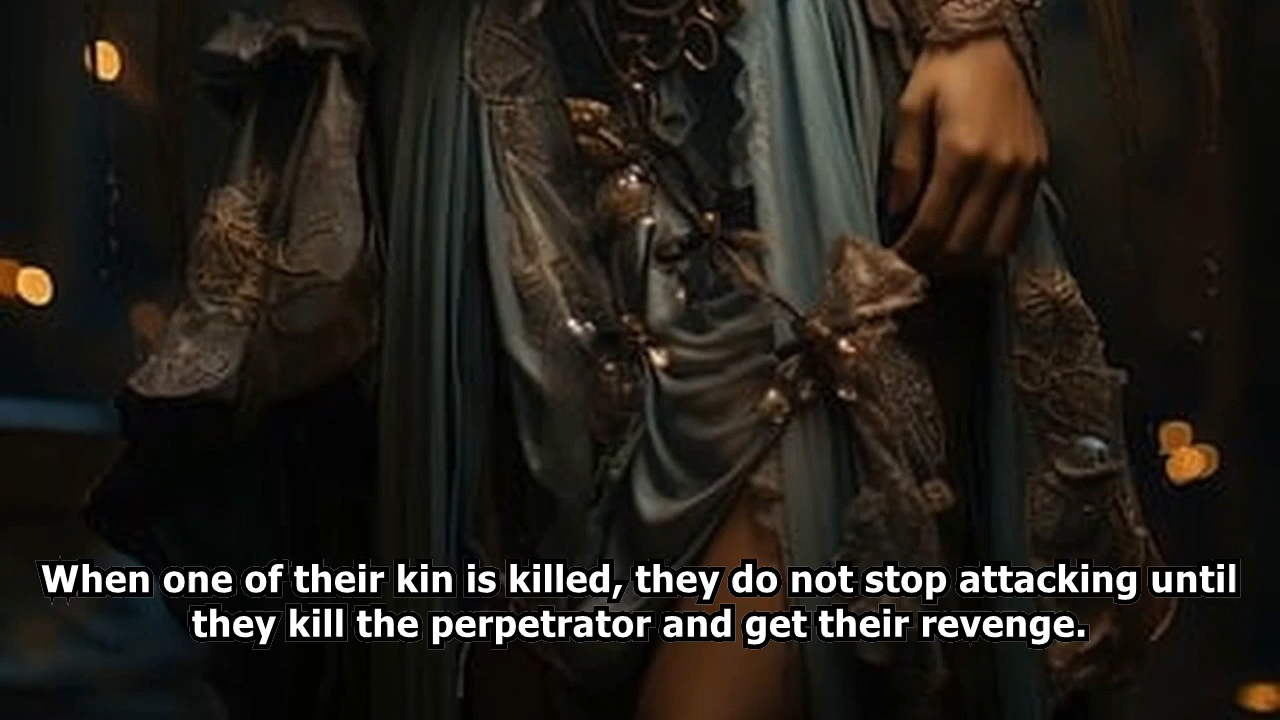 When one of their kin is killed, they do not stop attacking until
they kill the perpetrator and get their revenge.